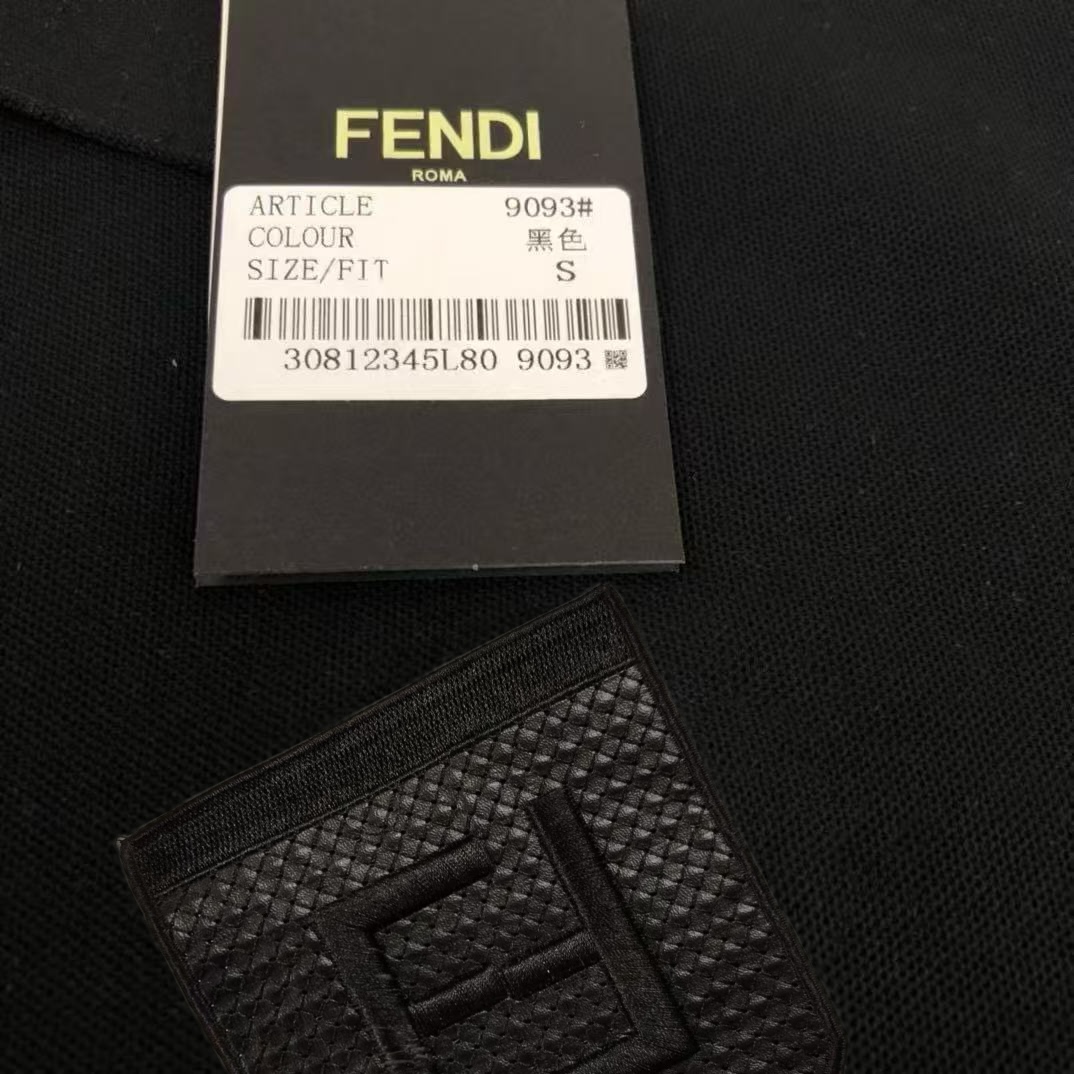 FENDI
ROMA
ARTICLE 9093#
COLOUR 黑色
SIZE/FIT S
30812345L80 9093